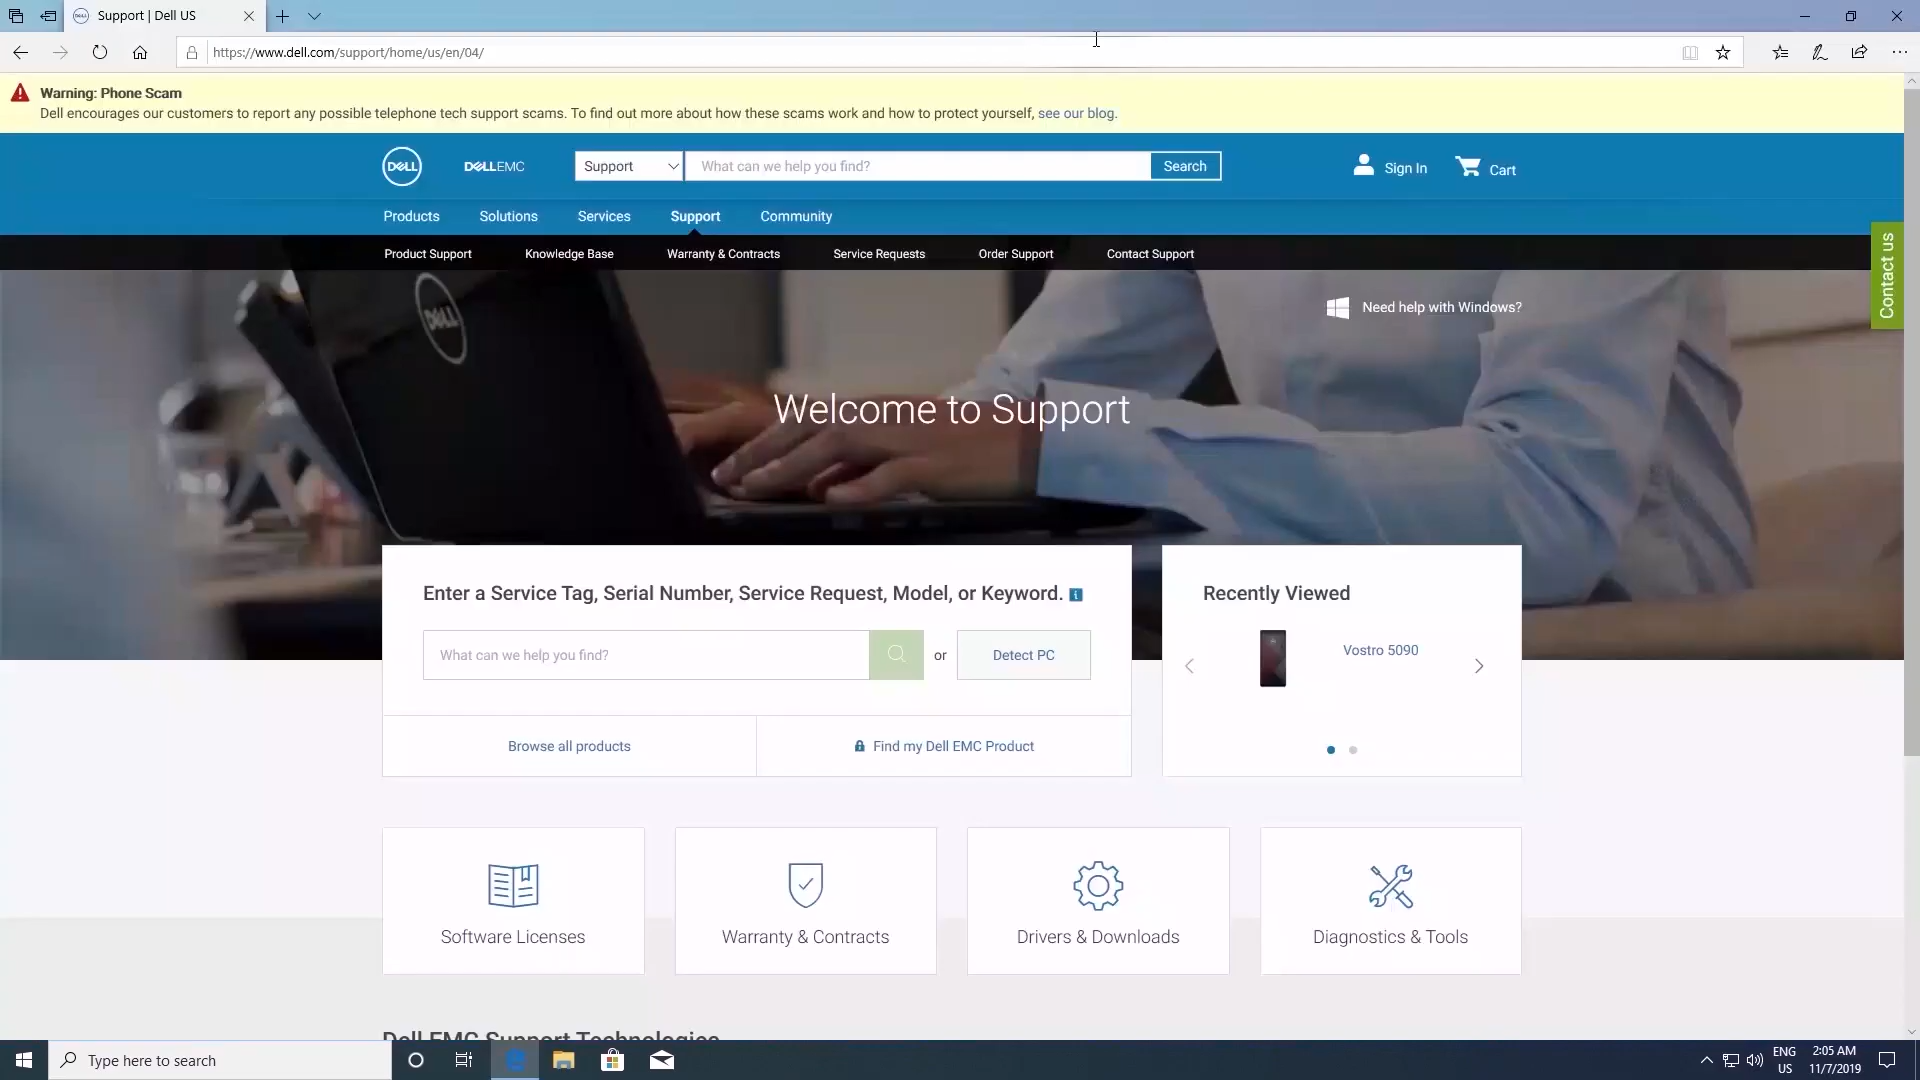 Support | Dell US
https://www.dell.com/support/home/us/en/04/
Warning: Phone Scam
Dell encourages our customers to report any possible telephone tech support scams. To find out more about how these scams work and how to protect yourself, see our blog.
DELL
DELLEMC
Support
What can we help you find?
Search
Sign In
Cart
Products
Solutions
Services
Support
Community
Product Support
Knowledge Base
Warranty & Contracts
Service Requests
Order Support
Contact Support
Contact us
DELL
Need help with Windows?
Welcome to Support
Enter a Service Tag, Serial Number, Service Request, Model, or Keyword.
What can we help you find?
or
Detect PC
Browse all products
Find my Dell EMC Product
Recently Viewed
Vostro 5090
Software Licenses
Warranty & Contracts
Drivers & Downloads
Diagnostics & Tools
Dell EMC Support Technologies
Type here to search
ENG
US
2:05 AM
11/7/2019